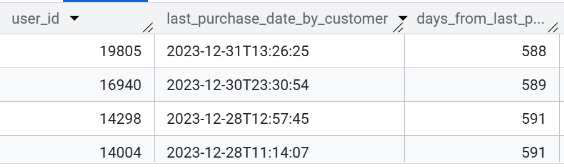 user_id last_purchase_date_by_customer days_from_last_p...
19805 2023-12-31T13:26:25 588
16940 2023-12-30T23:30:54 589
14298 2023-12-28T12:57:45 591
14004 2023-12-28T11:14:07 591